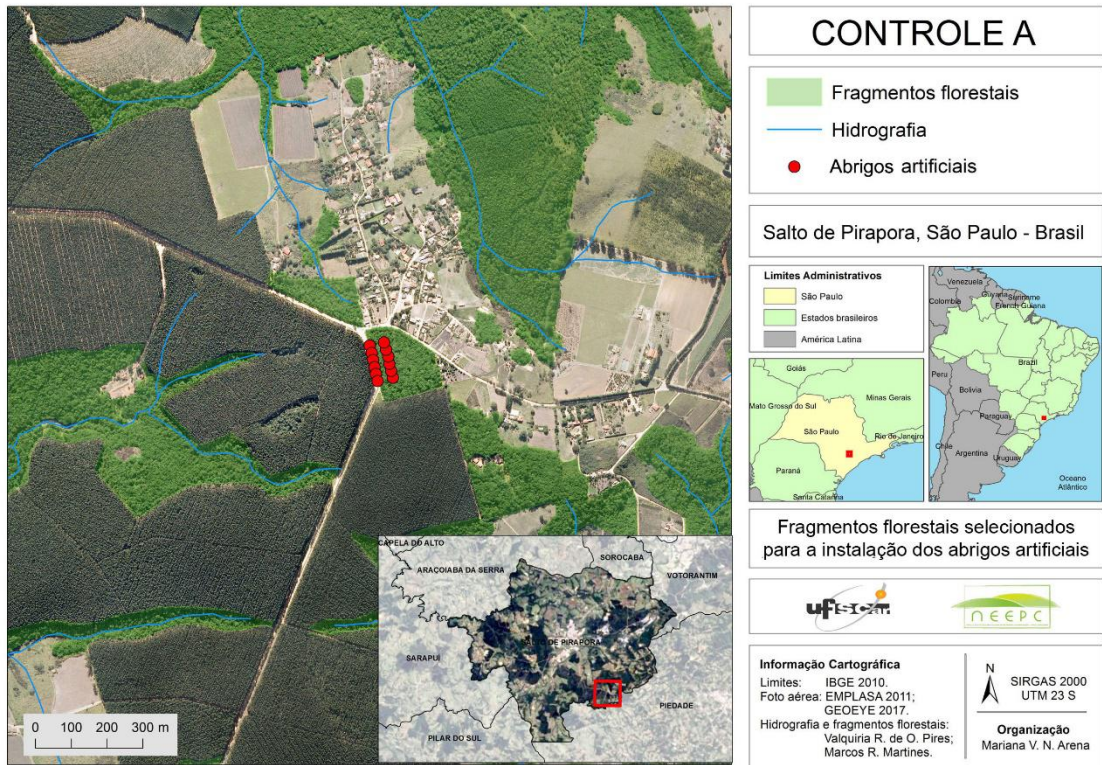 CONTROLE A
Fragmentos florestais
Hidrografia
Abrigos artificiais
Salto de Pirapora, São Paulo - Brasil
Limites Administrativos
São Paulo
Estados brasileiros
América Latina
Goiás
Mato Grosso do Sul
Minas Gerais
São Paulo
Rio de Janeiro
Paraná
Santa Catarina
Venezuela
Guyana
Suriname
French Guiana
Colombia
Brazil
Peru
Bolivia
Paraguay
Chile
Argentina
Uruguay
Oceano
Atlântico
Fragmentos florestais selecionados
para a instalação dos abrigos artificiais
ufscar
NEEPC
Informação Cartográfica
Limites: IBGE 2010.
Foto aérea: EMPLASA 2011;
GEOEYE 2017.
Hidrografia e fragmentos florestais:
Valquiria R. de O. Pires;
Marcos R. Martines.
N
SIRGAS 2000
UTM 23 S
Organização
Mariana V. N. Arena
CAPELA DO ALTO
ARAÇOIABA DA SERRA
SOROCABA
VOTORANTIM
DE PIRAPORA
SARAPUÍ
PIEDADE
PILAR DO SUL
0 100 200 300 m